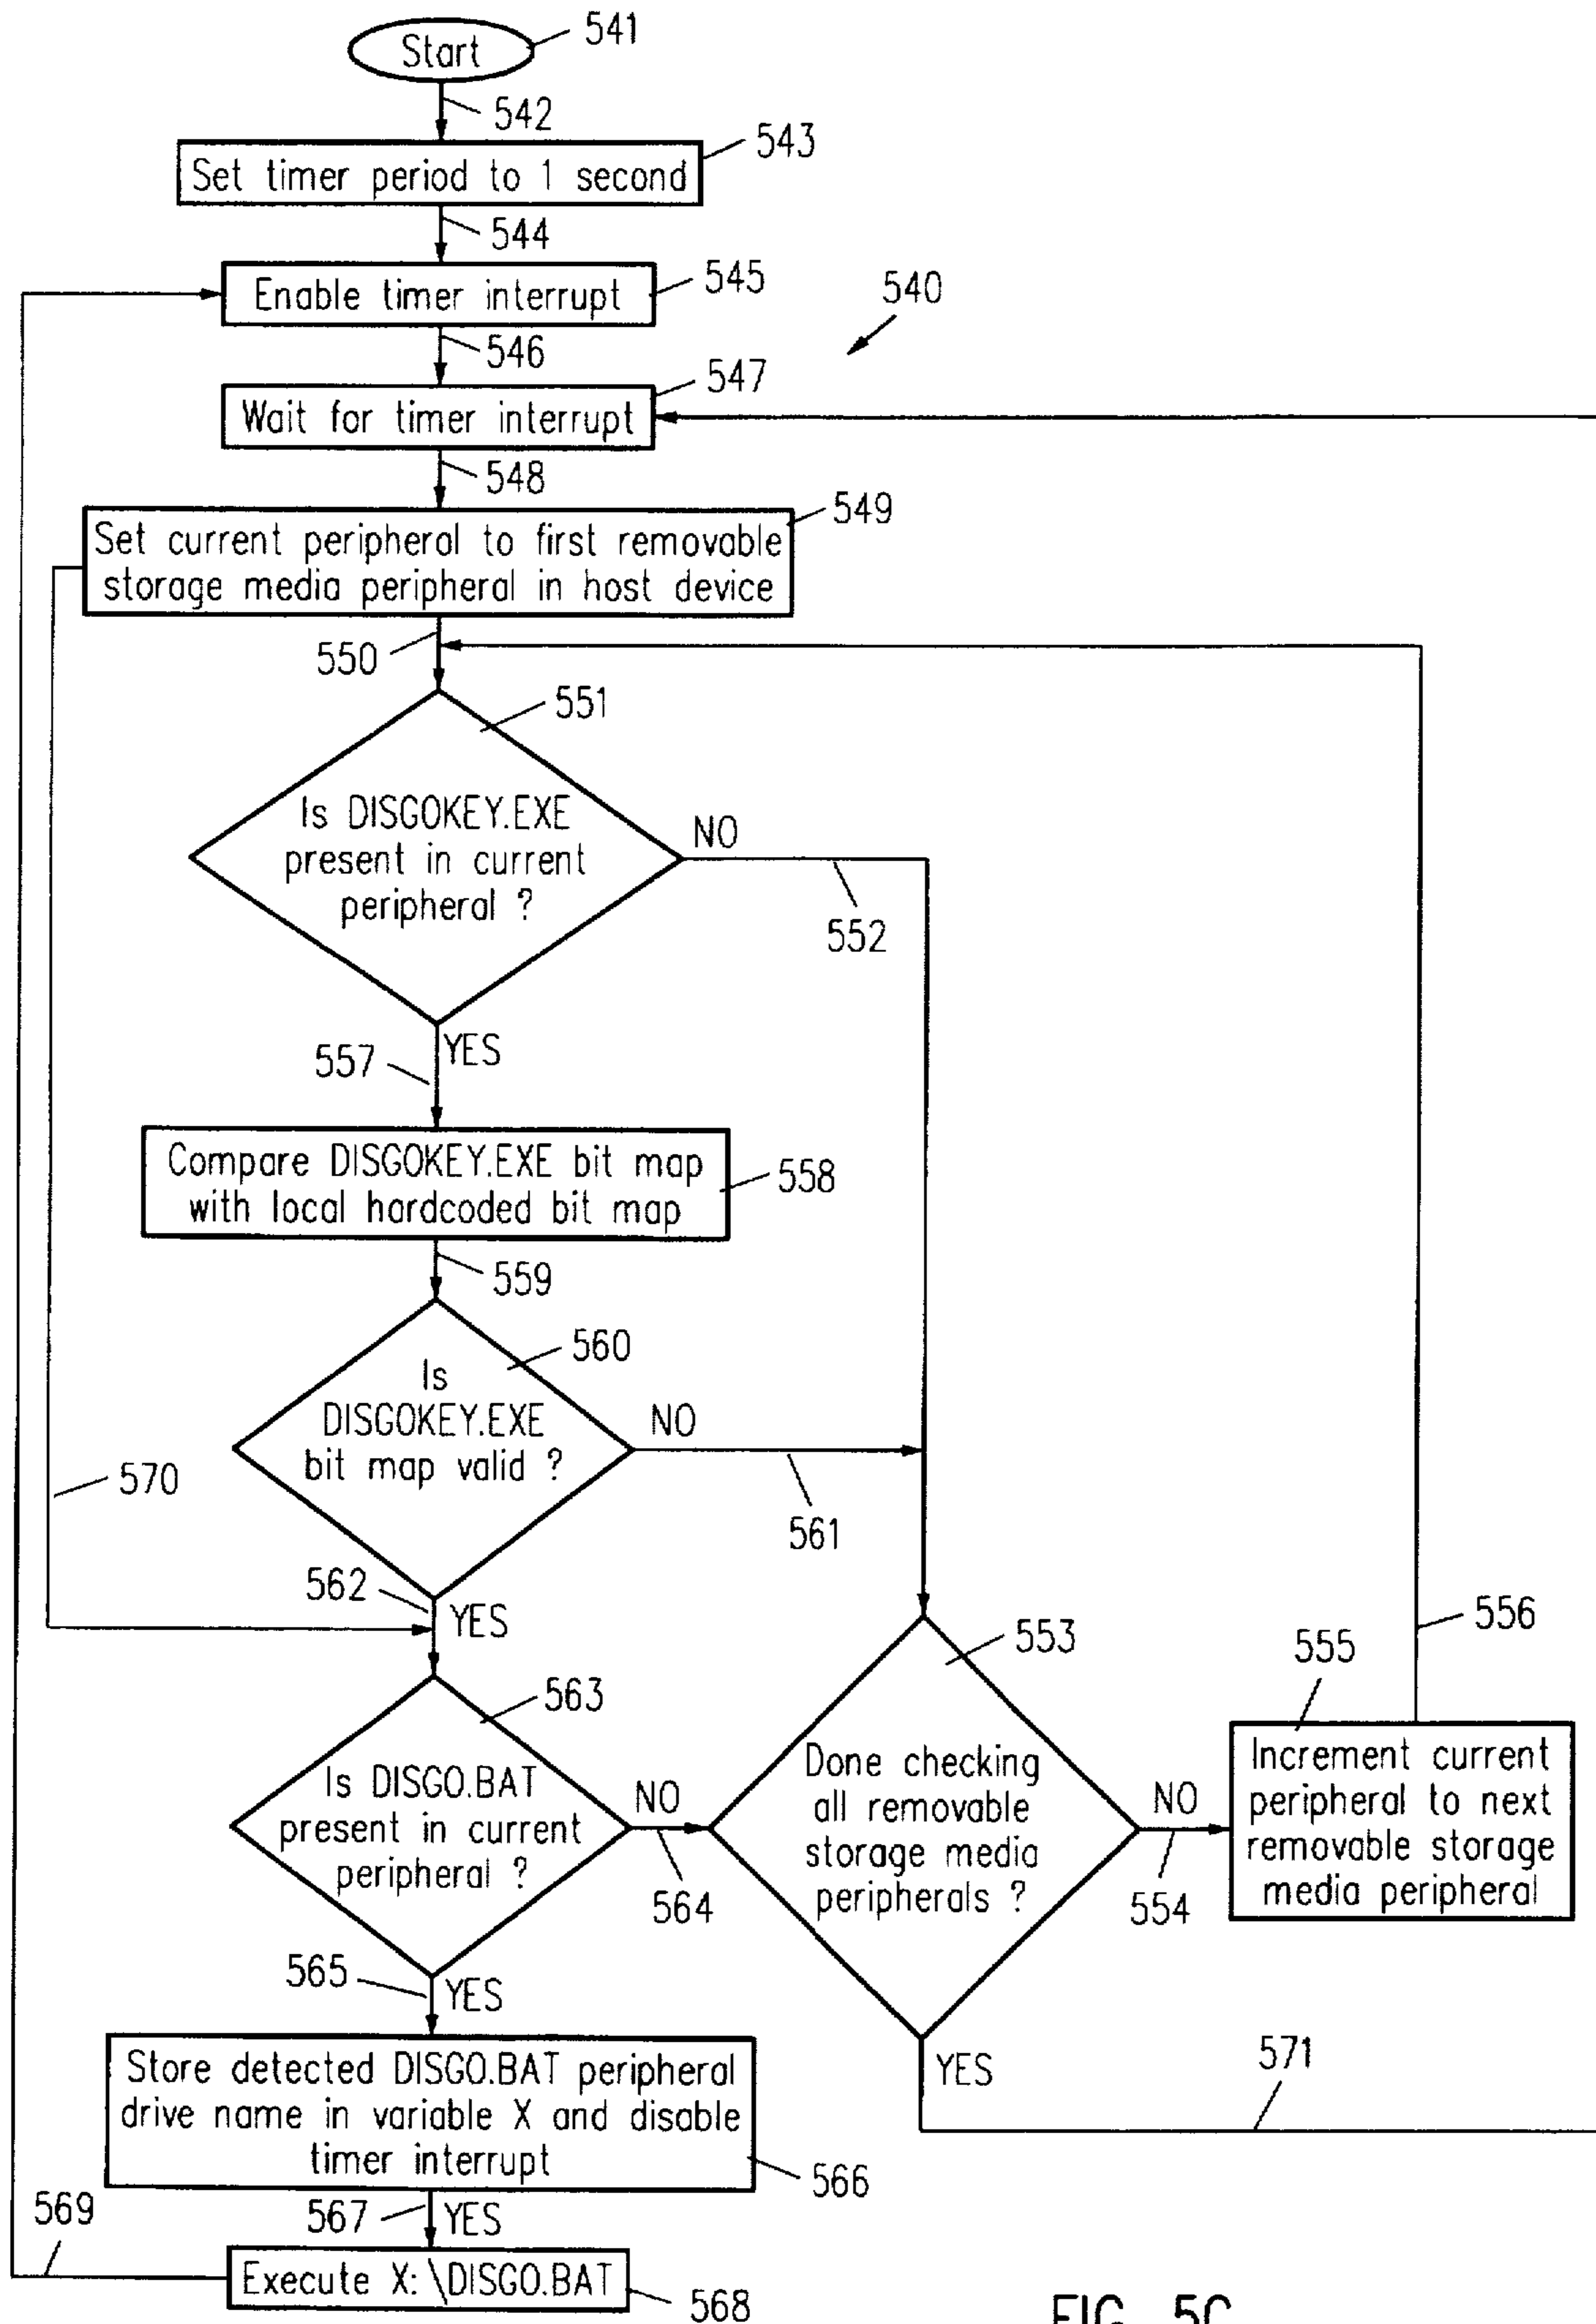 Start
541
542
543
Set timer period to 1 second
544
Enable timer interrupt
545
540
546
547
Wait for timer interrupt
548
549
Set current peripheral to first removable
storage media peripheral in host device
550
551
Is DISGOKEY.EXE
present in current
peripheral ?
NO
552
YES
557
Compare DISGOKEY.EXE bit map
with local hardcoded bit map
558
559
560
Is
DISGOKEY.EXE
bit map valid ?
NO
561
570
562
YES
553
556
555
563
Is DISGO.BAT
present in current
peripheral ?
NO
564
Done checking
all removable
storage media
peripherals ?
NO
554
Increment current
peripheral to next
removable storage
media peripheral
565
YES
YES
571
Store detected DISGO.BAT peripheral
drive name in variable X and disable
timer interrupt
566
567
YES
569
Execute X:\DISGO.BAT
568
FIG. 5C